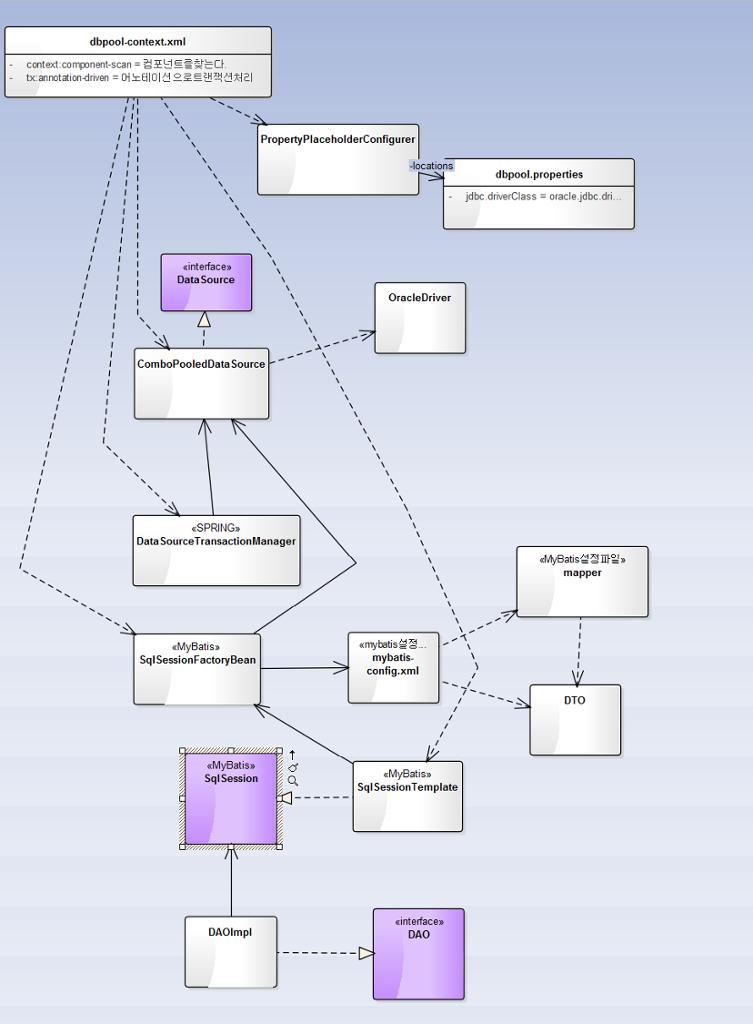 dbpool-context.xml
- context:component-scan = 컴포넌트를찾는다.
- tx:annotation-driven = 어노테이션으로트랜잭션처리
PropertyPlaceholderConfigurer
-locations
dbpool.properties
- jdbc.driverClass = oracle.jdbc.dri...
«interface»
DataSource
OracleDriver
ComboPooledDataSource
«SPRING»
DataSourceTransactionManager
«MyBatis설정파일»
mapper
«MyBatis»
SqlSessionFactoryBean
«mybatis설정...
mybatis-
config.xml
DTO
«MyBatis»
SqlSession
«MyBatis»
SqlSessionTemplate
DAOImpl
«interface»
DAO